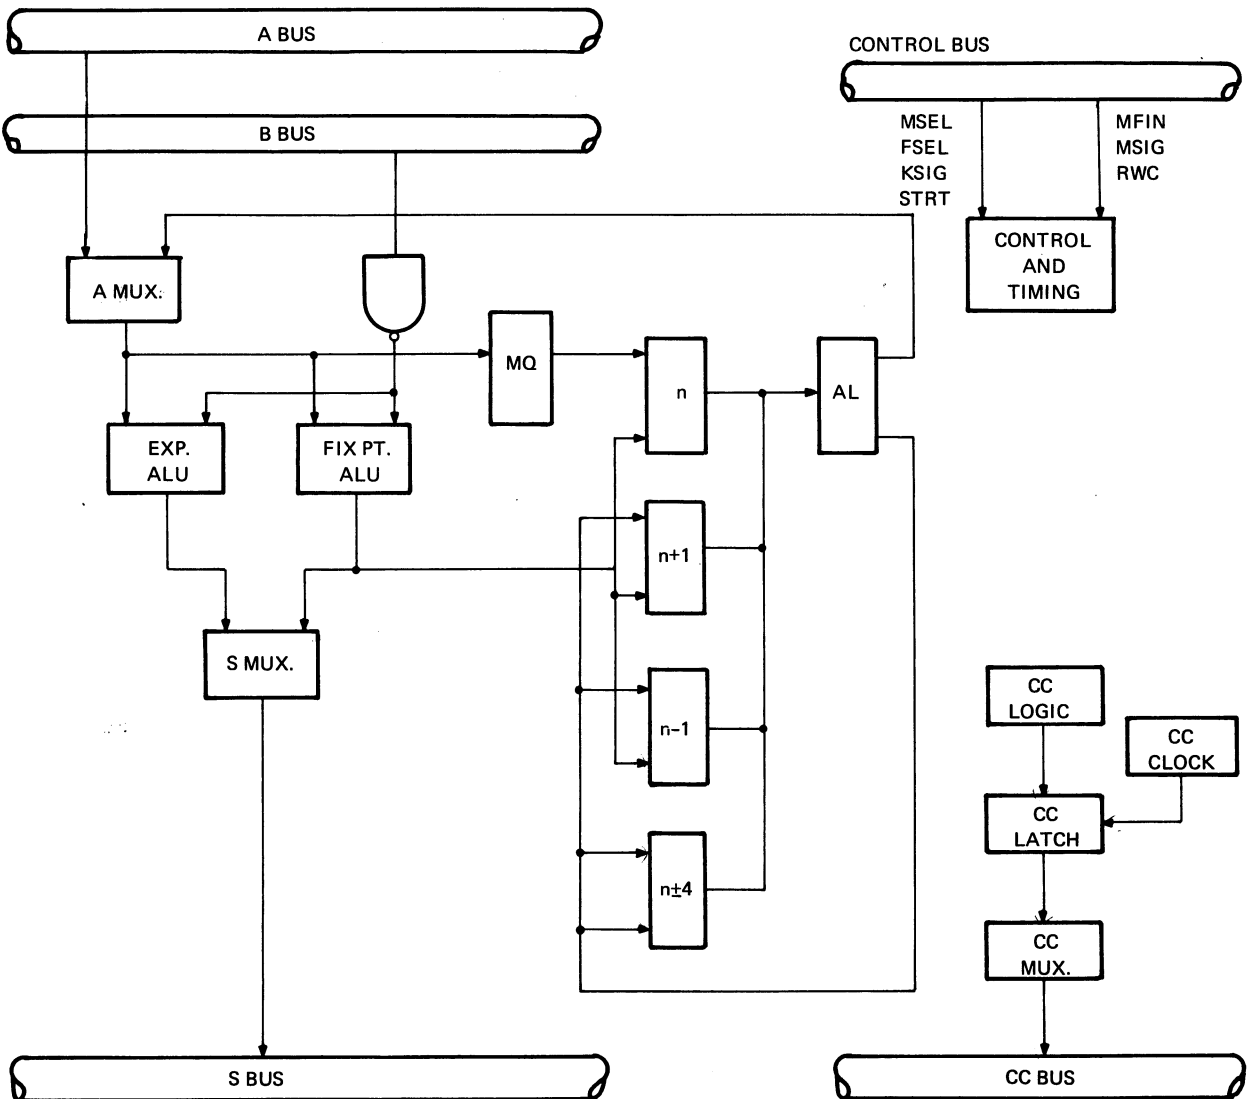 A BUS
CONTROL BUS
B BUS
MSEL
FSEL
KSIG
STRT
MFIN
MSIG
RWC
CONTROL
AND
TIMING
A MUX.
MQ
n
AL
EXP.
ALU
FIX PT.
ALU
n+1
S MUX.
n-1
CC
LOGIC
CC
CLOCK
CC
LATCH
n±4
CC
MUX.
S BUS
CC BUS